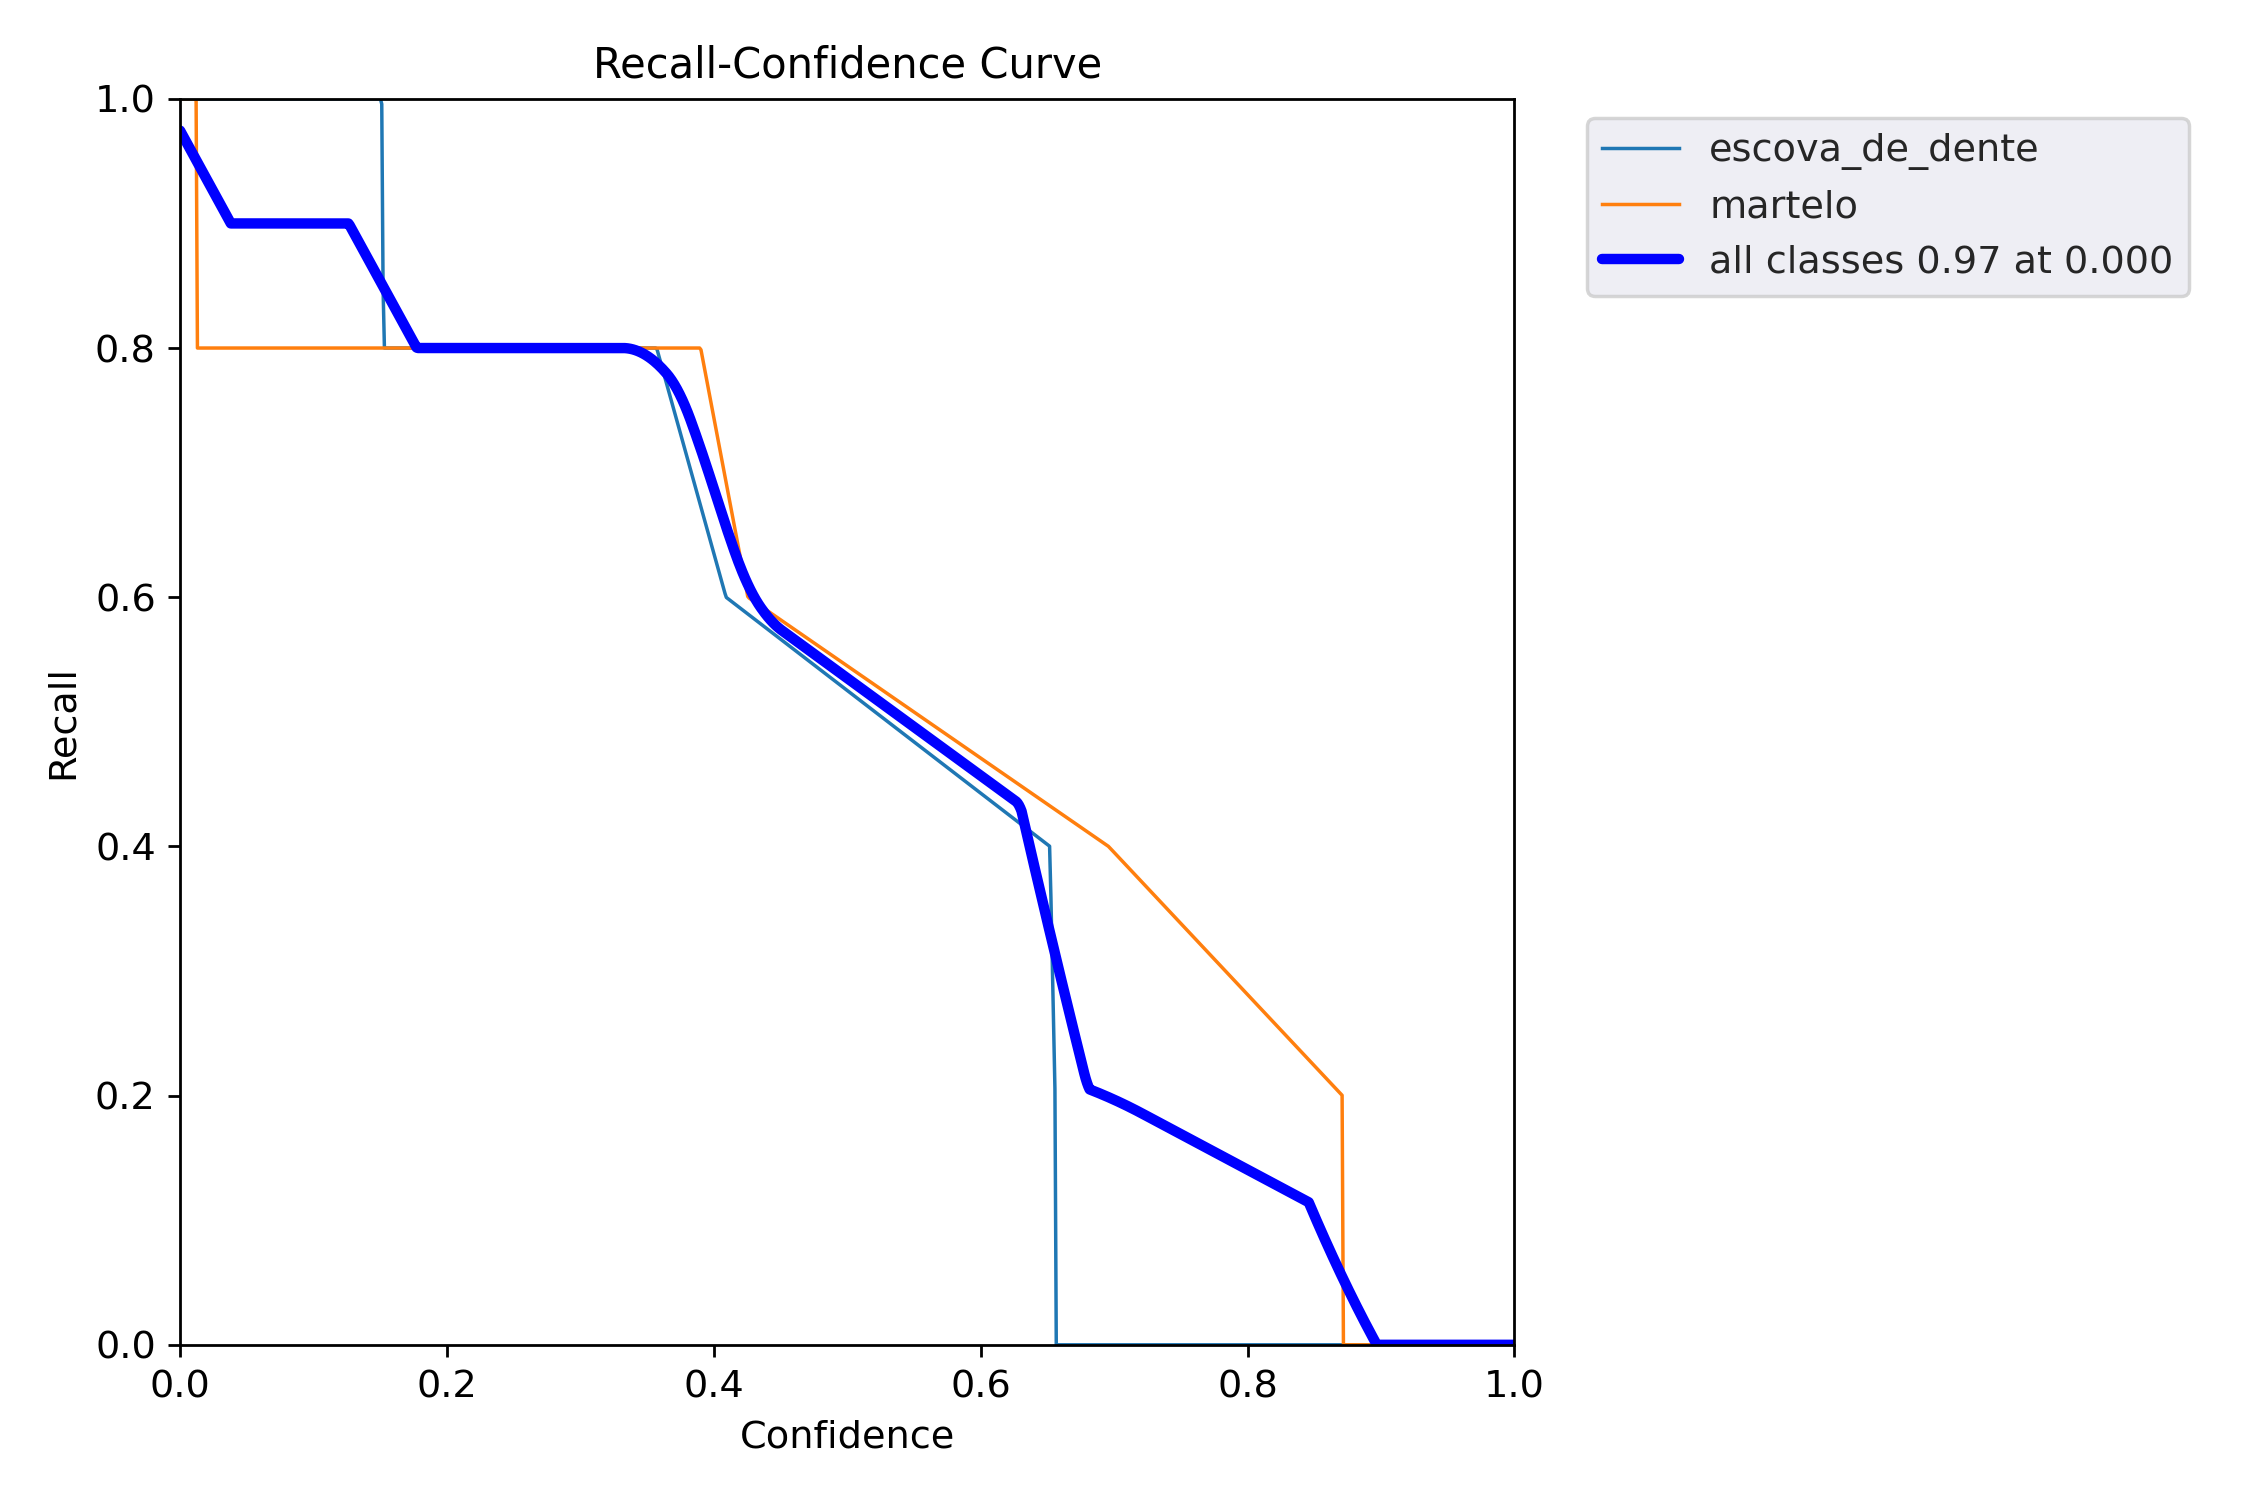 Recall-Confidence Curve
1.0
0.8
0.6
0.4
0.2
0.0
Recall
0.0 0.2 0.4 0.6 0.8 1.0
Confidence
escova_de_dente
martelo
all classes 0.97 at 0.000